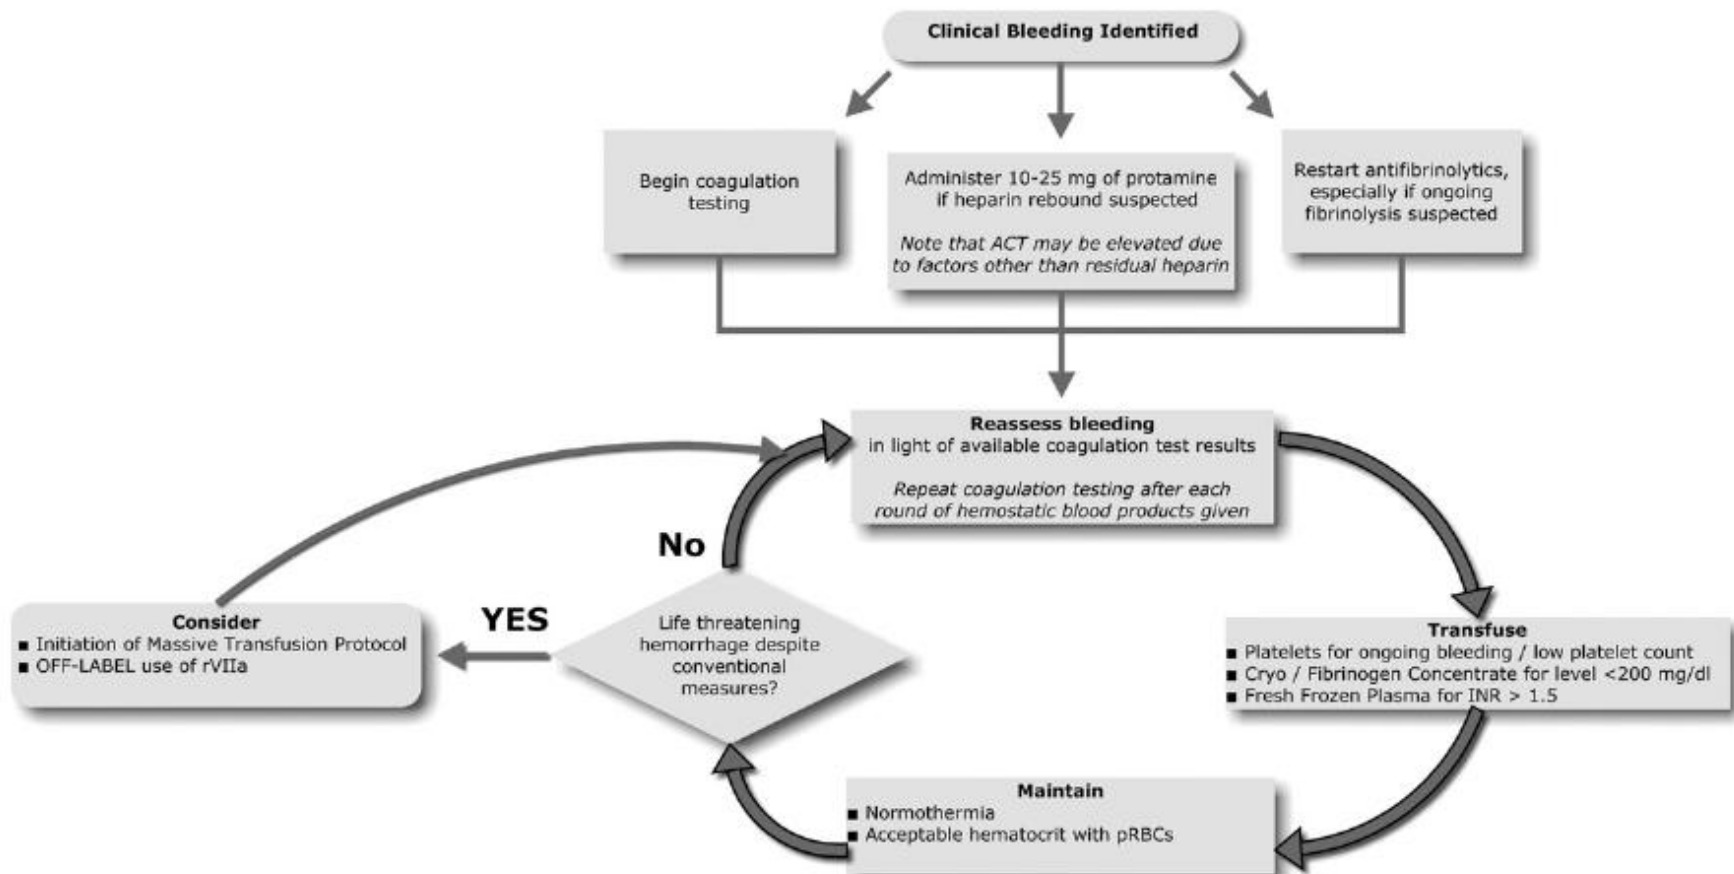 Clinical Bleeding Identified
Begin coagulation
testing
Administer 10-25 mg of protamine
if heparin rebound suspected
Note that ACT may be elevated due
to factors other than residual heparin
Restart antifibrinolytics,
especially if ongoing
fibrinolysis suspected
Reassess bleeding
in light of available coagulation test results
Repeat coagulation testing after each
round of hemostatic blood products given
Transfuse
■ Platelets for ongoing bleeding / low platelet count
■ Cryo / Fibrinogen Concentrate for level <200 mg/dl
■ Fresh Frozen Plasma for INR > 1.5
Maintain
■ Normothermia
■ Acceptable hematocrit with pRBCs
Life threatening
hemorrhage despite
conventional
measures?
No
YES
Consider
■ Initiation of Massive Transfusion Protocol
■ OFF-LABEL use of rVIIa